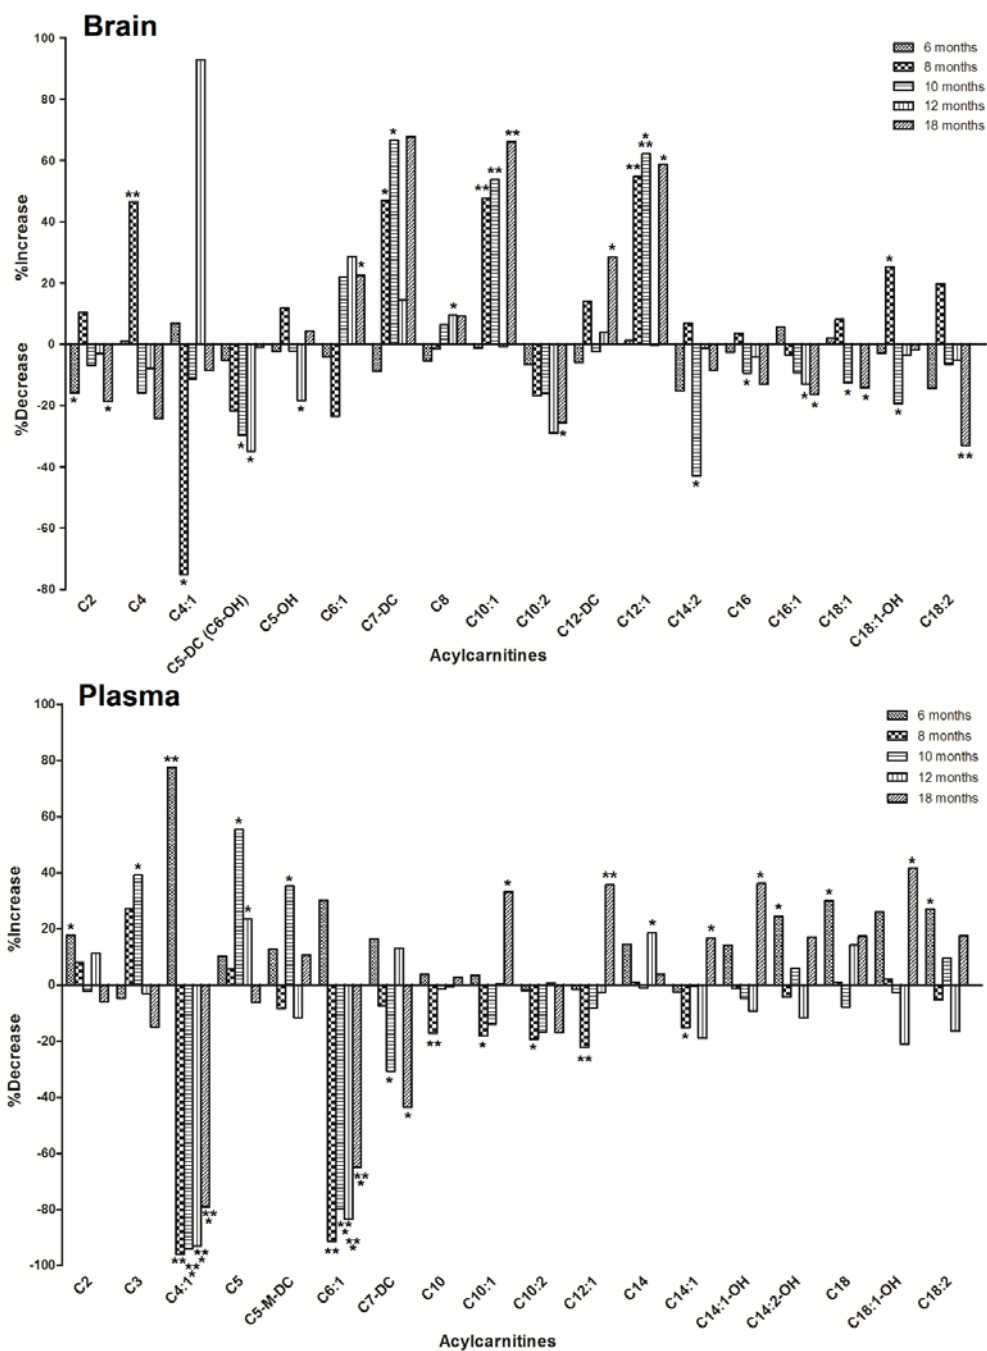 Brain
100
80
60
40
20
0
-20
-40
-60
-80
%Increase
%Decrease
6 months
8 months
10 months
12 months
18 months
* * ** * * * * * * * * ** ** ** * * ** * * * * * * * * * * **
C2 C4 C4:1 C5-DC (C6-OH) C5-OH C6:1 C7-DC C8 C10:1 C10:2 C12-DC C12:1 C14:2 C16 C16:1 C18:1 C18:1-OH C18:2
Acylcarnitines
Plasma
100
80
60
40
20
0
-20
-40
-60
-80
-100
%Increase
%Decrease
6 months
8 months
10 months
12 months
18 months
* * ** ** ** * ** * ** * * * * ** ** * ** * ** * * * ** * * * ** ** * * * * * * * *
C2 C3 C4:1 C5 C5-M-DC C6:1 C7-DC C10 C10:1 C10:2 C12:1 C14 C14:1 C14:1-OH C14:2-OH C18 C18:1-OH C18:2
Acylcarnitines